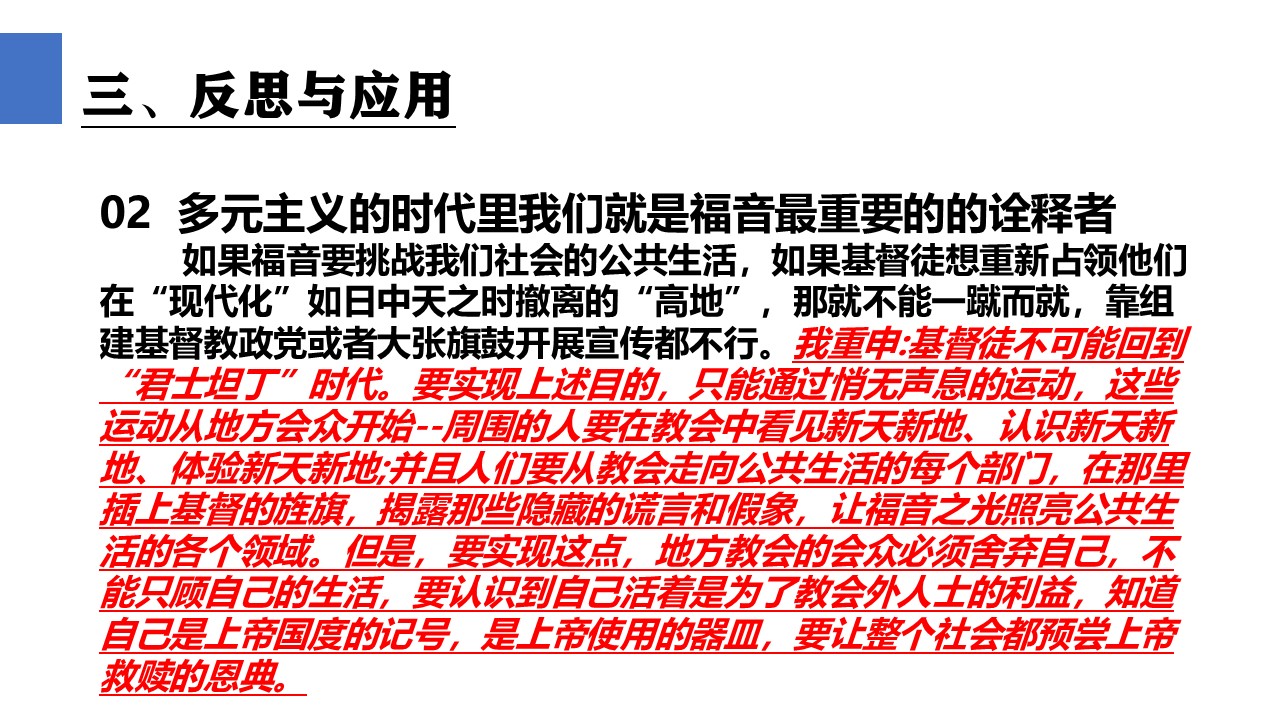 三、反思与应用
02 多元主义的时代里我们就是福音最重要的的诠释者
如果福音要挑战我们社会的公共生活，如果基督徒想重新占领他们
在“现代化”如日中天之时撤离的“高地”，那就不能一蹴而就，靠组
建基督教政党或者大张旗鼓开展宣传都不行。我重申:基督徒不可能回到
“君士坦丁”时代。要实现上述目的，只能通过悄无声息的运动，这些
运动从地方会众开始--周围的人要在教会中看见新天新地、认识新天新
地、体验新天新地;并且人们要从教会走向公共生活的每个部门，在那里
插上基督的旌旗，揭露那些隐藏的谎言和假象，让福音之光照亮公共生
活的各个领域。但是，要实现这点，地方教会的会众必须舍弃自己，不
能只顾自己的生活，要认识到自己活着是为了教会外人士的利益，知道
自己是上帝国度的记号，是上帝使用的器皿，要让整个社会都预尝上帝
救赎的恩典。